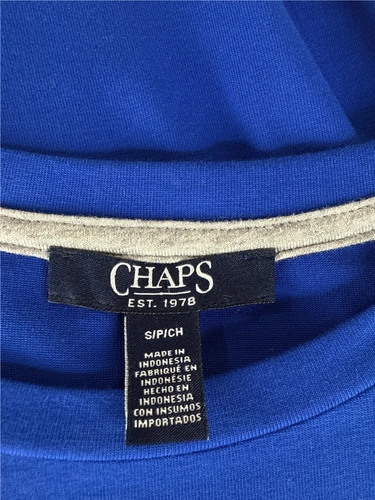 CHAPS
EST. 1978
S/P/CH
MADE IN
INDONESIA
FABRIQUÉ EN
INDONÉSIE
HECHO EN
INDONESIA
CON INSUMOS
IMPORTADOS